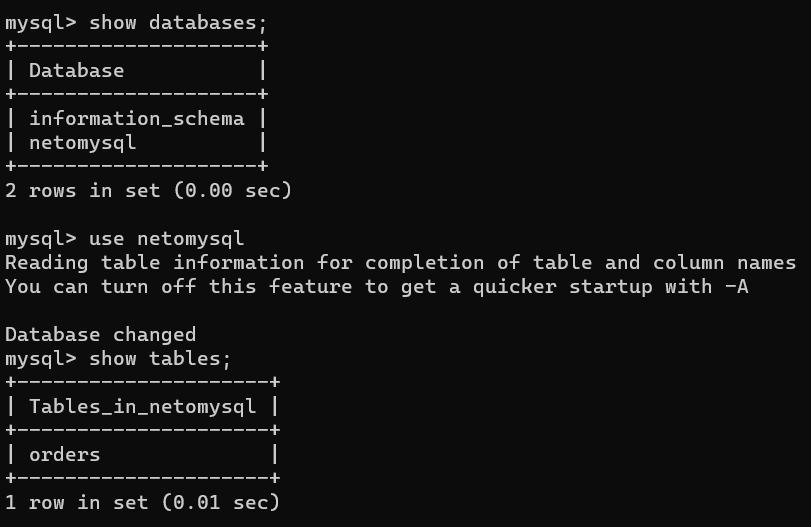 mysql> show databases;
+--------------------+
| Database           |
+--------------------+
| information_schema |
| netomysql          |
+--------------------+
2 rows in set (0.00 sec)

mysql> use netomysql
Reading table information for completion of table and column names
You can turn off this feature to get a quicker startup with -A

Database changed
mysql> show tables;
+---------------------+
| Tables_in_netomysql |
+---------------------+
| orders              |
+---------------------+
1 row in set (0.01 sec)